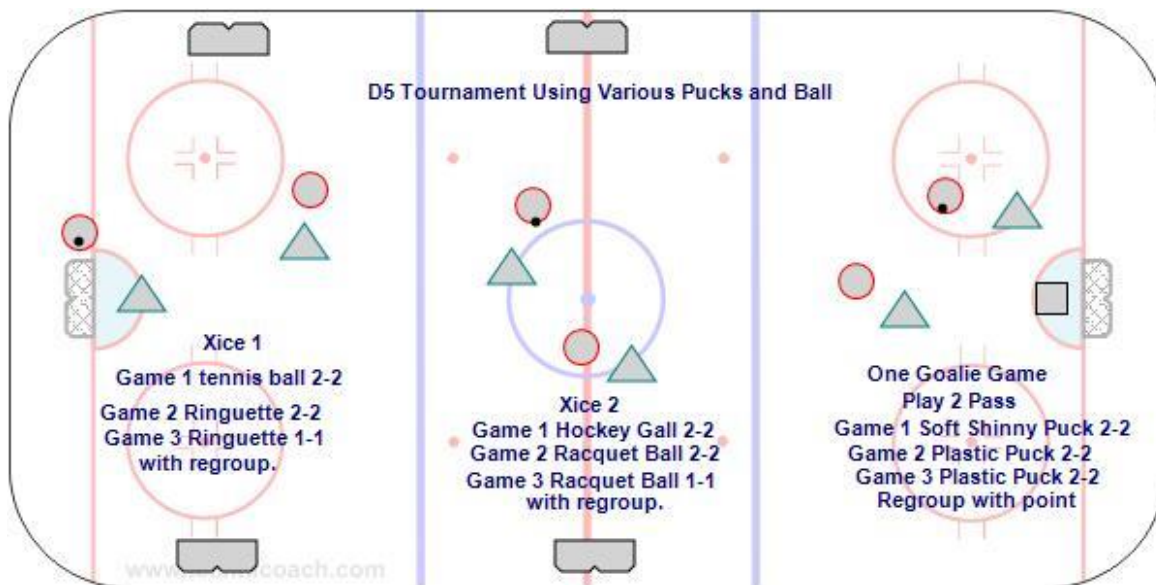 D5 Tournament Using Various Pucks and Ball
Xice 1
Game 1 tennis ball 2-2
Game 2 Ringuette 2-2
Game 3 Ringuette 1-1
with regroup.
Xice 2
Game 1 Hockey Gall 2-2
Game 2 Racquet Ball 2-2
Game 3 Racquet Ball 1-1
with regroup.
One Goalie Game
Play 2 Pass
Game 1 Soft Shinny Puck 2-2
Game 2 Plastic Puck 2-2
Game 3 Plastic Puck 2-2
Regroup with point